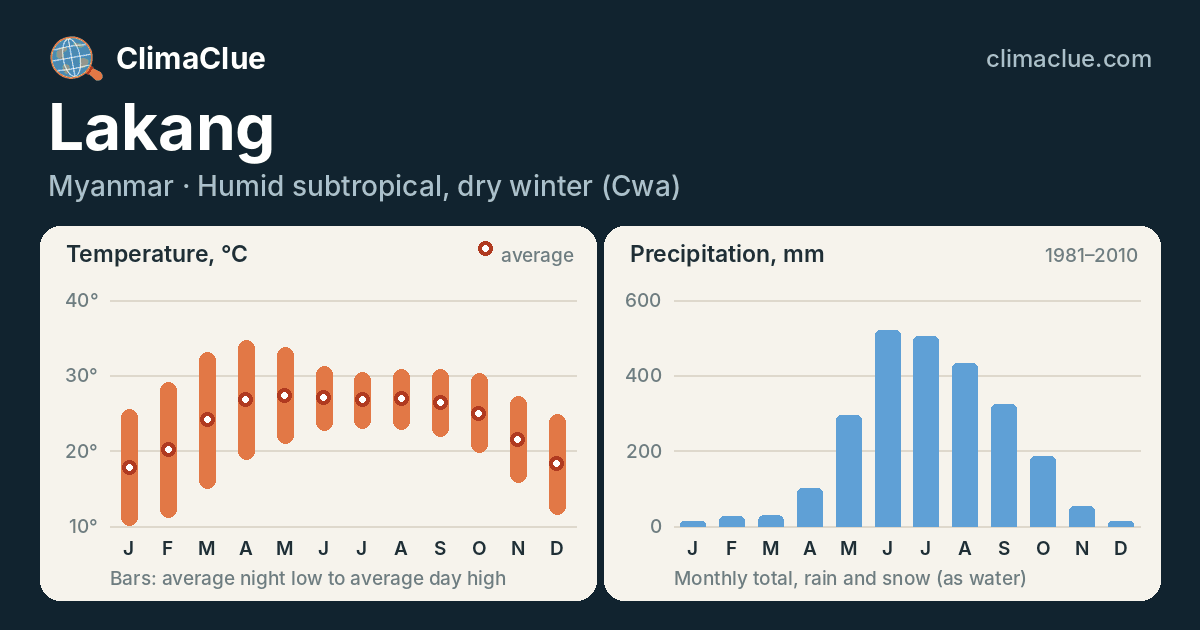 ClimaClue
climaclue.com
Lakang
Myanmar · Humid subtropical, dry winter (Cwa)
Temperature, °C
average
40°
30°
20°
10°
J F M A M J J A S O N D
Bars: average night low to average day high
Precipitation, mm
1981–2010
600
400
200
0
J F M A M J J A S O N D
Monthly total, rain and snow (as water)